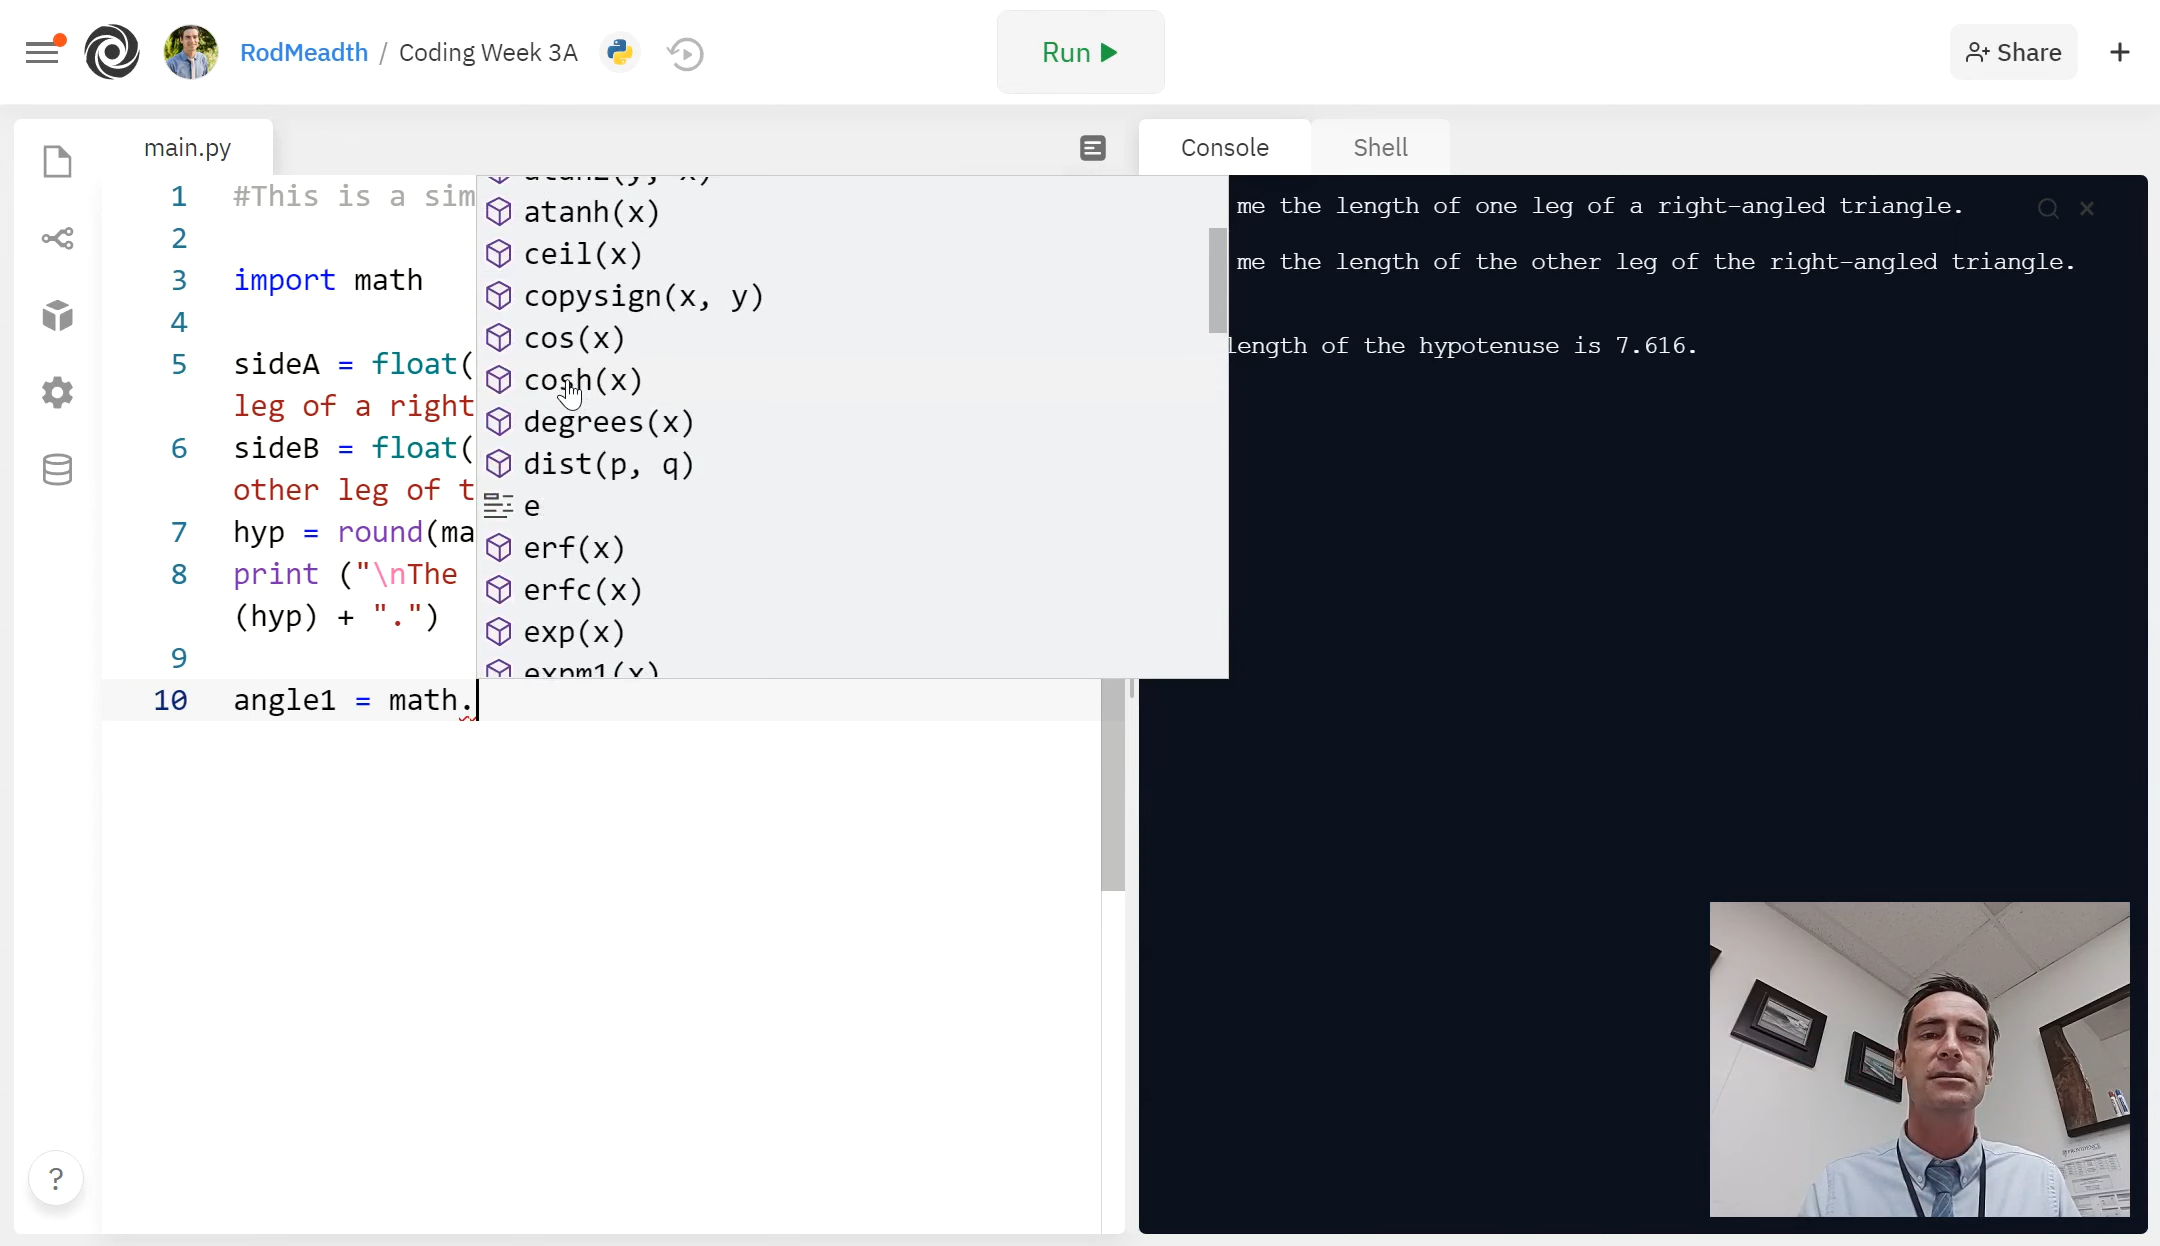 RodMeadth / Coding Week 3A
Run
Share
main.py
1 #This is a sim
2
3 import math
4
5 sideA = float(
leg of a right
6 sideB = float(
other leg of t
7 hyp = round(ma
8 print ("\nThe
(hyp) + ".")
9
10 angle1 = math.
atan2(y, x)
atanh(x)
ceil(x)
copysign(x, y)
cos(x)
cosh(x)
degrees(x)
dist(p, q)
e
erf(x)
erfc(x)
exp(x)
expm1(x)
Console
Shell
me the length of one leg of a right-angled triangle.
me the length of the other leg of the right-angled triangle.
length of the hypotenuse is 7.616.
?